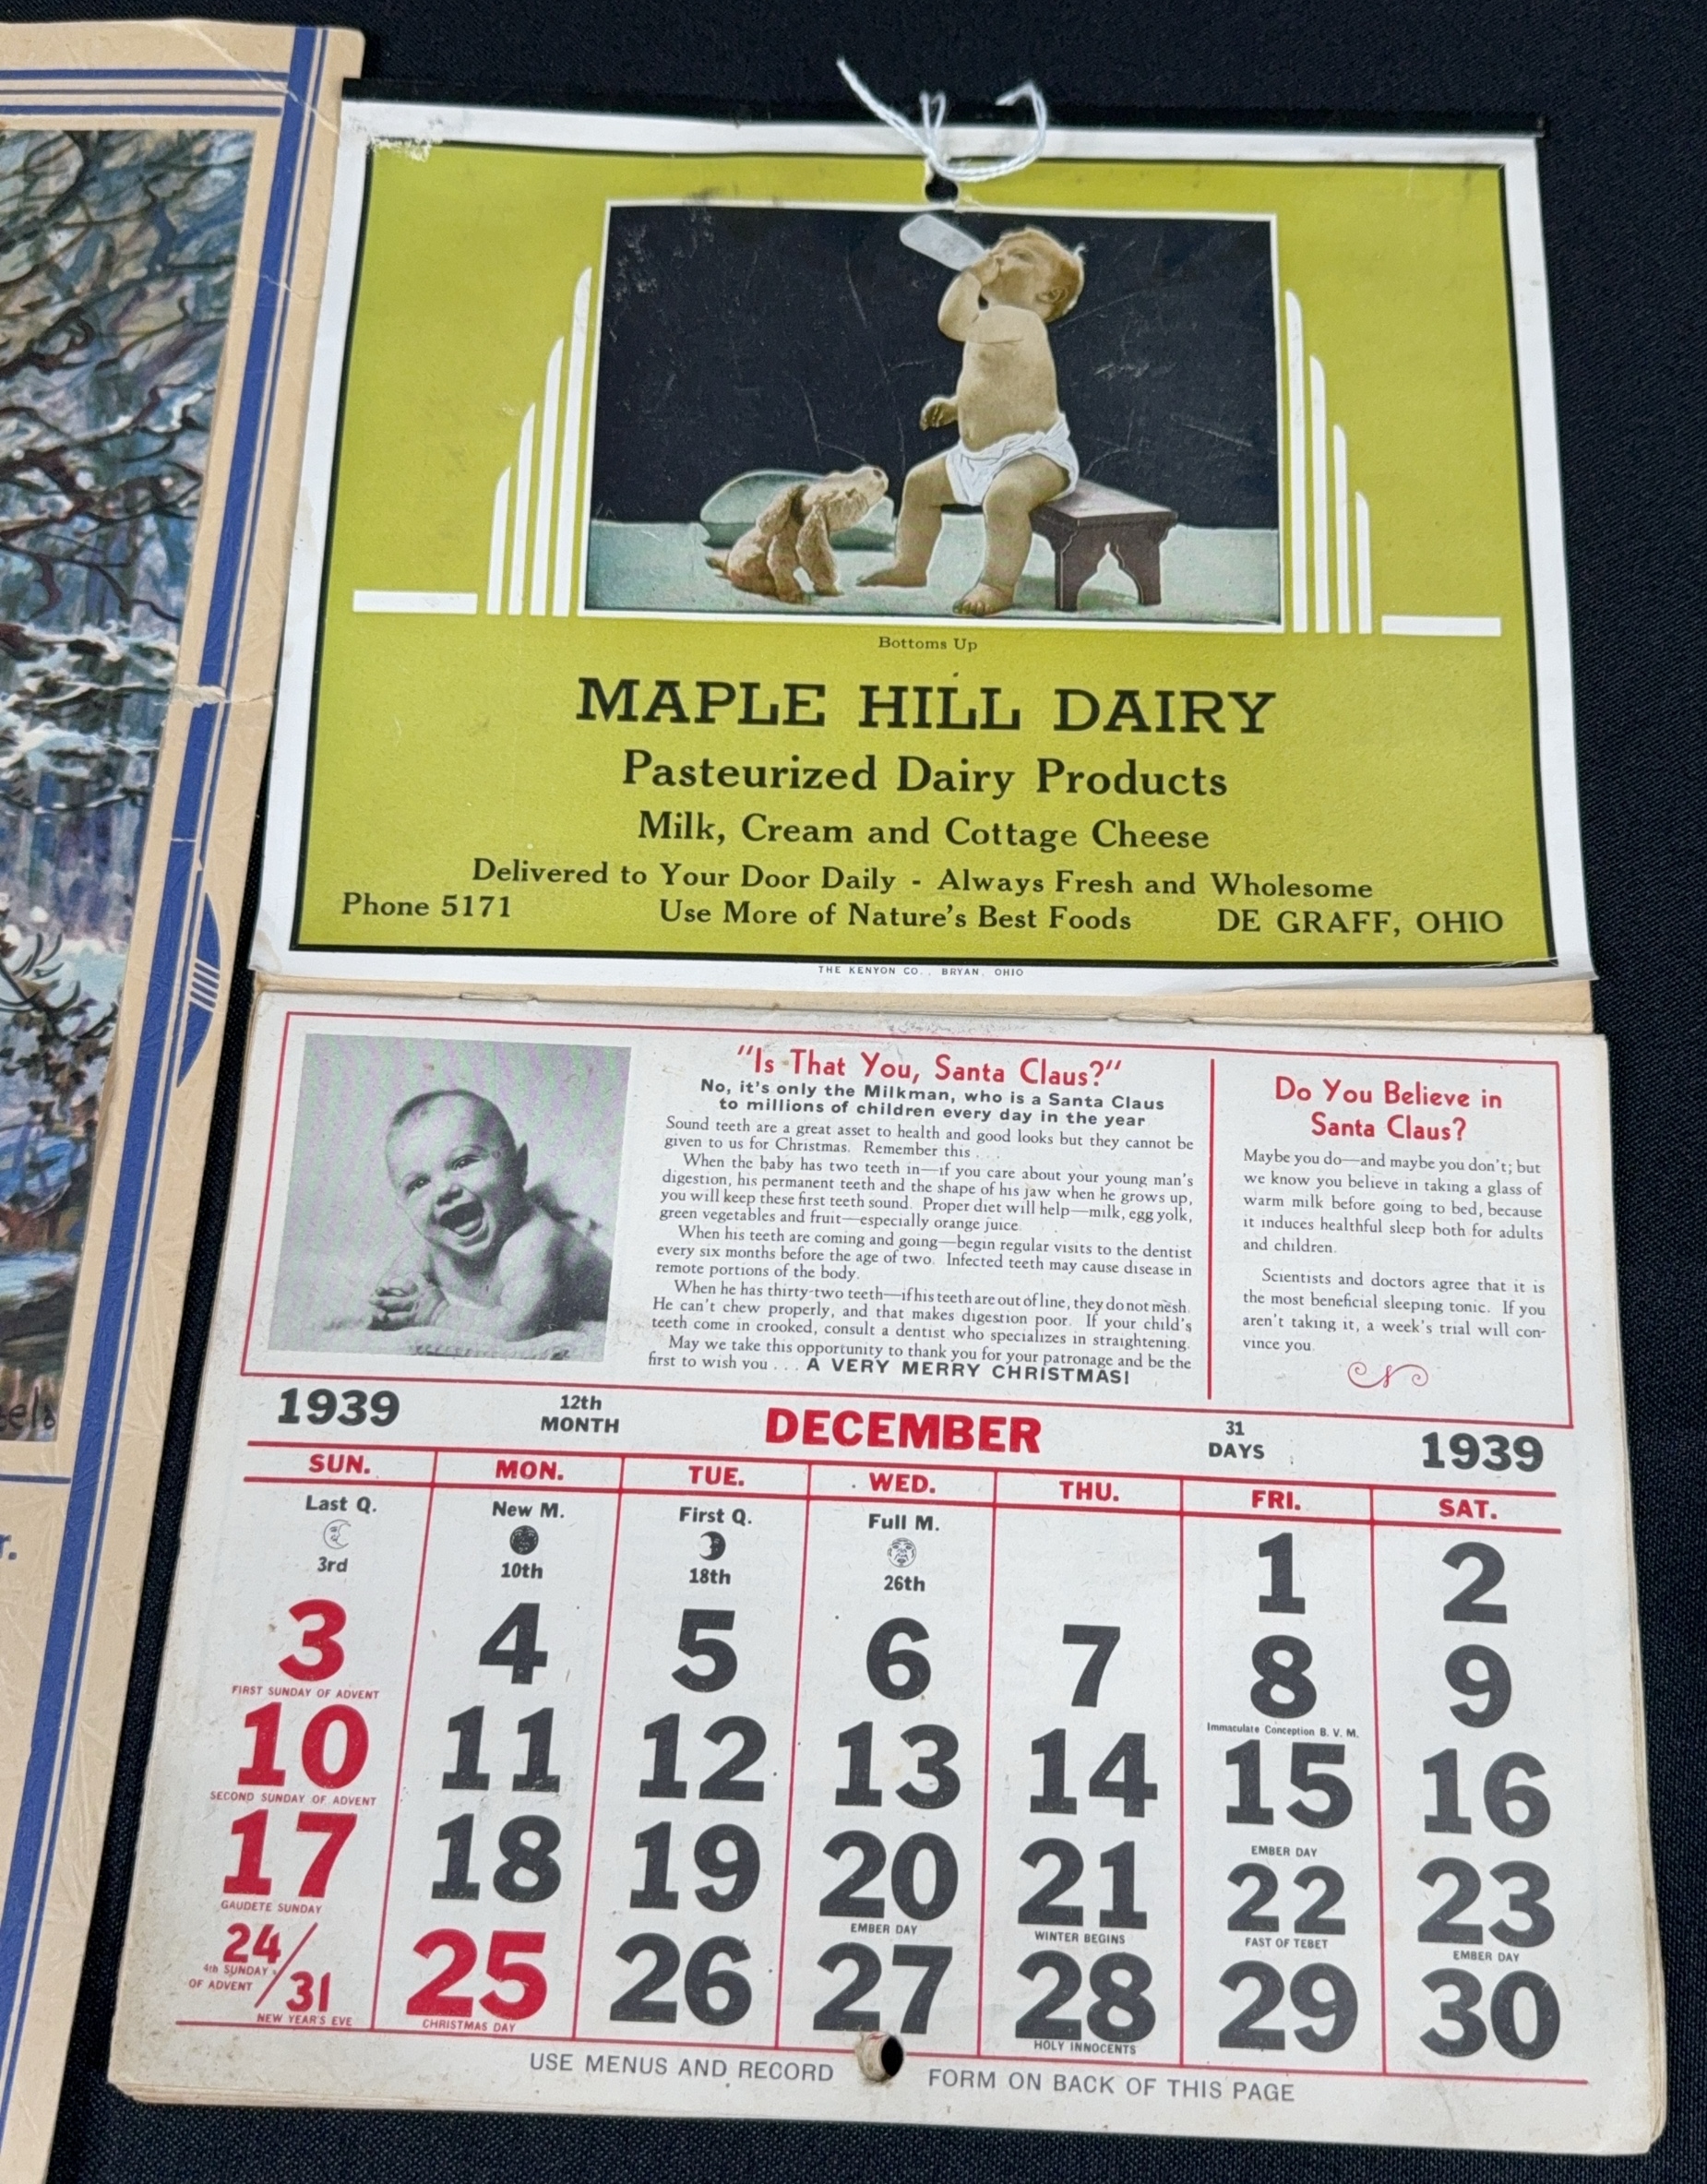 Bottoms Up
MAPLE HILL DAIRY
Pasteurized Dairy Products
Milk, Cream and Cottage Cheese
Delivered to Your Door Daily - Always Fresh and Wholesome
Phone 5171 Use More of Nature's Best Foods DE GRAFF, OHIO
THE KENYON CO., BRYAN, OHIO
"Is That You, Santa Claus?"
No, it's only the Milkman, who is a Santa Claus
to millions of children every day in the year
Sound teeth are a great asset to health and good looks but they cannot be
given to us for Christmas. Remember this . . .
When the baby has two teeth in—if you care about your young man's
digestion, his permanent teeth and the shape of his jaw when he grows up,
you will keep these first teeth sound. Proper diet will help—milk, egg yolk,
green vegetables and fruit—especially orange juice.
When his teeth are coming and going—begin regular visits to the dentist
every six months before the age of two. Infected teeth may cause disease in
remote portions of the body.
When he has thirty-two teeth—if his teeth are out of line, they do not mesh.
He can't chew properly, and that makes digestion poor. If your child's
teeth come in crooked, consult a dentist who specializes in straightening.
May we take this opportunity to thank you for your patronage and be the
first to wish you . . . A VERY MERRY CHRISTMAS!
Do You Believe in
Santa Claus?
Maybe you do—and maybe you don't; but
we know you believe in taking a glass of
warm milk before going to bed, because
it induces healthful sleep both for adults
and children.
Scientists and doctors agree that it is
the most beneficial sleeping tonic. If you
aren't taking it, a week's trial will con-
vince you.
1939 12th MONTH DECEMBER 31 DAYS 1939
SUN. MON. TUE. WED. THU. FRI. SAT.
Last Q. New M. First Q. Full M.
3rd 10th 18th 26th
1 2
3 4 5 6 7 8 9
FIRST SUNDAY OF ADVENT Immaculate Conception B. V. M.
10 11 12 13 14 15 16
SECOND SUNDAY OF ADVENT EMBER DAY
17 18 19 20 21 22 23
GAUDETE SUNDAY EMBER DAY WINTER BEGINS FAST OF TEBET EMBER DAY
24/31 25 26 27 28 29 30
4th SUNDAY
OF ADVENT
NEW YEAR'S EVE CHRISTMAS DAY HOLY INNOCENTS
USE MENUS AND RECORD FORM ON BACK OF THIS PAGE